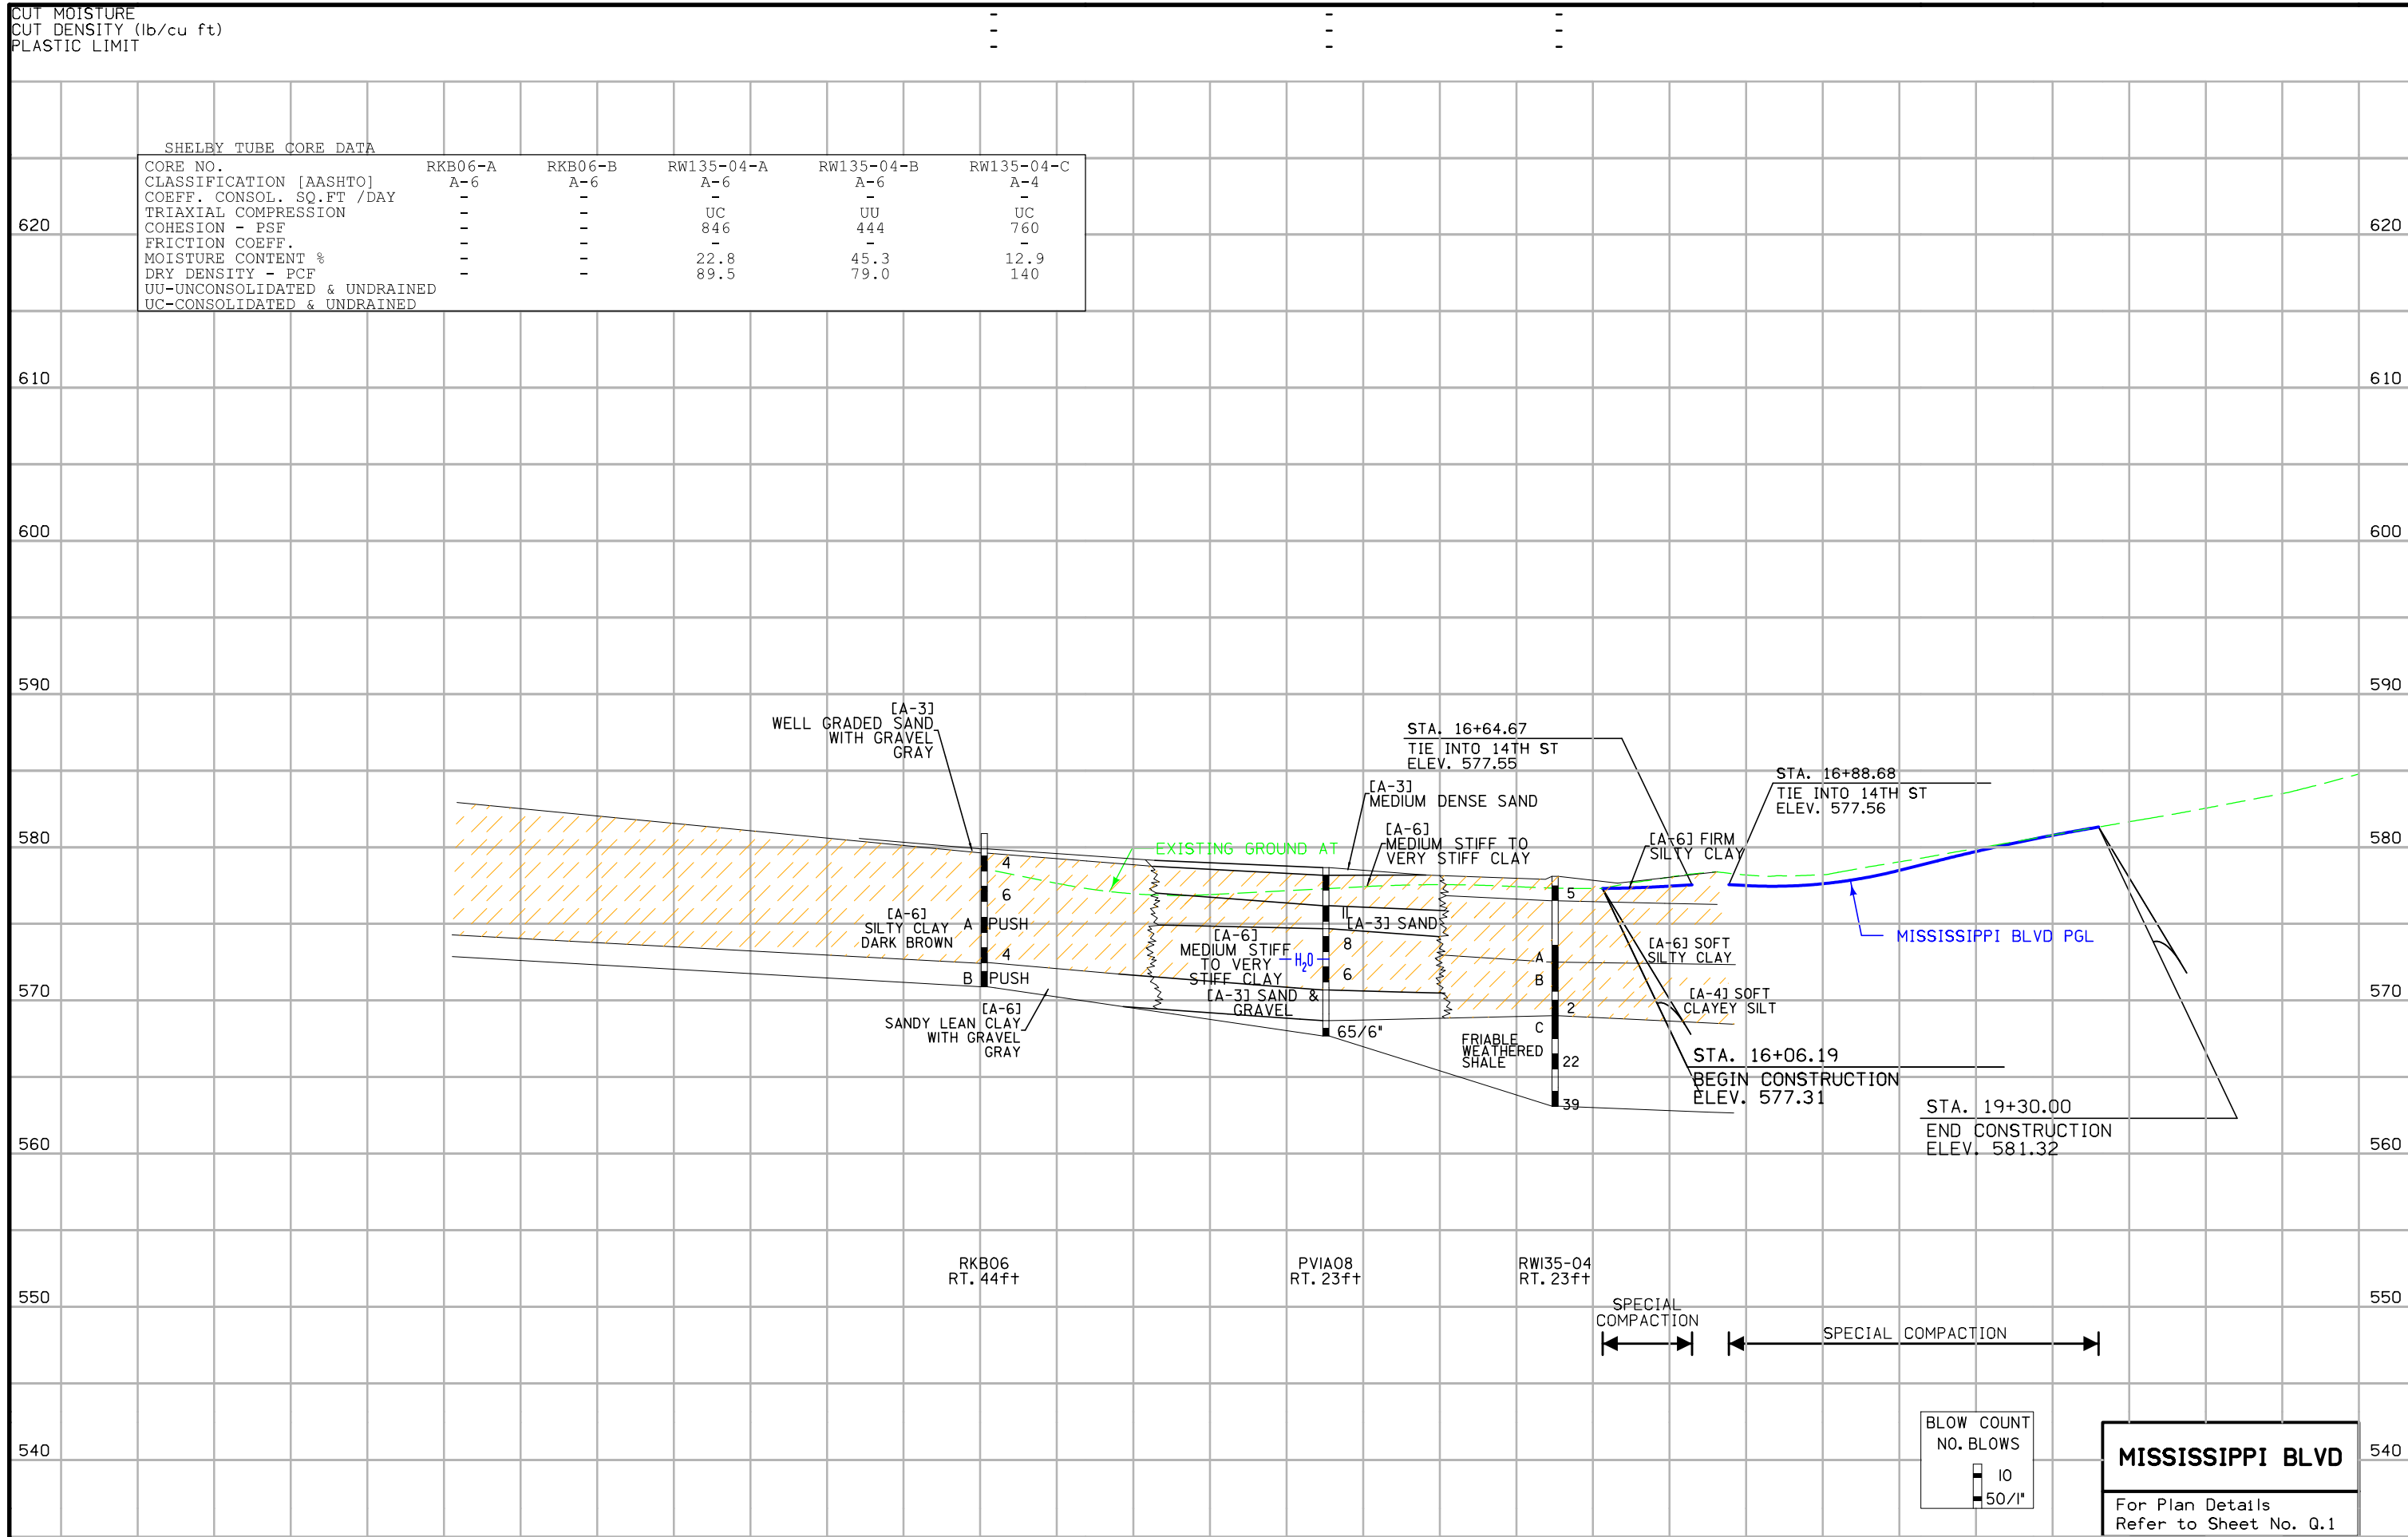 CUT MOISTURE - - -
CUT DENSITY (lb/cu ft) - - -
PLASTIC LIMIT - - -
SHELBY TUBE CORE DATA
CORE NO. RKB06-A RKB06-B RW135-04-A RW135-04-B RW135-04-C
CLASSIFICATION [AASHTO] A-6 A-6 A-6 A-6 A-4
COEFF. CONSOL. SQ.FT /DAY - - - - -
TRIAXIAL COMPRESSION - - UC UU UC
COHESION - PSF - - 846 444 760
FRICTION COEFF. - - - - -
MOISTURE CONTENT % - - 22.8 45.3 12.9
DRY DENSITY - PCF - - 89.5 79.0 140
UU-UNCONSOLIDATED & UNDRAINED
UC-CONSOLIDATED & UNDRAINED
620 620
610 610
600 600
590 590
[A-3]
WELL GRADED SAND
WITH GRAVEL
GRAY
STA. 16+64.67
TIE INTO 14TH ST
ELEV. 577.55
STA. 16+88.68
TIE INTO 14TH ST
ELEV. 577.56
[A-3]
MEDIUM DENSE SAND
[A-6]
MEDIUM STIFF TO
VERY STIFF CLAY
[A-6] FIRM
SILTY CLAY
580 580
EXISTING GROUND AT
4
6
A PUSH
4
B PUSH
[A-6]
SILTY CLAY
DARK BROWN
[A-6]
SANDY LEAN CLAY
WITH GRAVEL
GRAY
11
[A-3] SAND
8
6
65/6"
[A-6]
MEDIUM STIFF
TO VERY
STIFF CLAY
H2O
[A-3] SAND &
GRAVEL
5
A
B
2
C
22
39
FRIABLE
WEATHERED
SHALE
[A-6] SOFT
SILTY CLAY
[A-4] SOFT
CLAYEY SILT
MISSISSIPPI BLVD PGL
570 570
STA. 16+06.19
BEGIN CONSTRUCTION
ELEV. 577.31
STA. 19+30.00
END CONSTRUCTION
ELEV. 581.32
560 560
RKB06
RT. 44ft
PVIA08
RT. 23ft
RW135-04
RT. 23ft
550 550
SPECIAL
COMPACTION
SPECIAL COMPACTION
BLOW COUNT
NO. BLOWS
10
50/1"
540 540
MISSISSIPPI BLVD
For Plan Details
Refer to Sheet No. Q.1